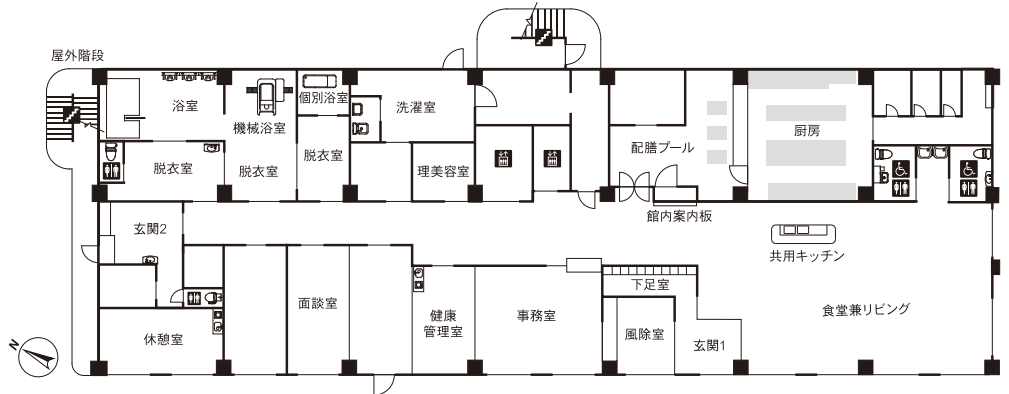 屋外階段
浴室
機械浴室
個別浴室
洗濯室
配膳プール
厨房
脱衣室
脱衣室
脱衣室
理美容室
館内案内板
玄関2
共用キッチン
下足室
面談室
健康
管理室
事務室
風除室
玄関1
食堂兼リビング
休憩室
N